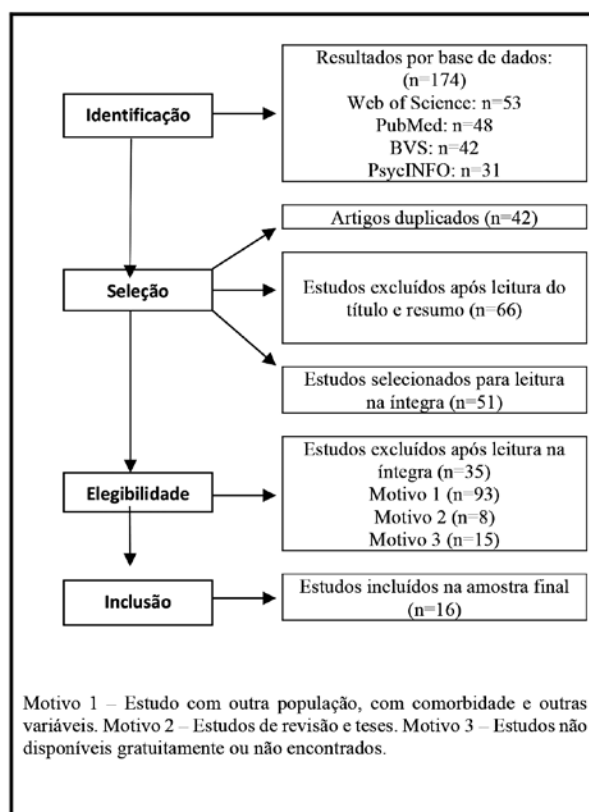 Identificação
Resultados por base de dados:
(n=174)
Web of Science: n=53
PubMed: n=48
BVS: n=42
PsycINFO: n=31
Artigos duplicados (n=42)
Seleção
Estudos excluídos após leitura do
título e resumo (n=66)
Estudos selecionados para leitura
na íntegra (n=51)
Elegibilidade
Estudos excluídos após leitura na
íntegra (n=35)
Motivo 1 (n=93)
Motivo 2 (n=8)
Motivo 3 (n=15)
Inclusão
Estudos incluídos na amostra final
(n=16)
Motivo 1 – Estudo com outra população, com comorbidade e outras
variáveis. Motivo 2 – Estudos de revisão e teses. Motivo 3 – Estudos não
disponíveis gratuitamente ou não encontrados.